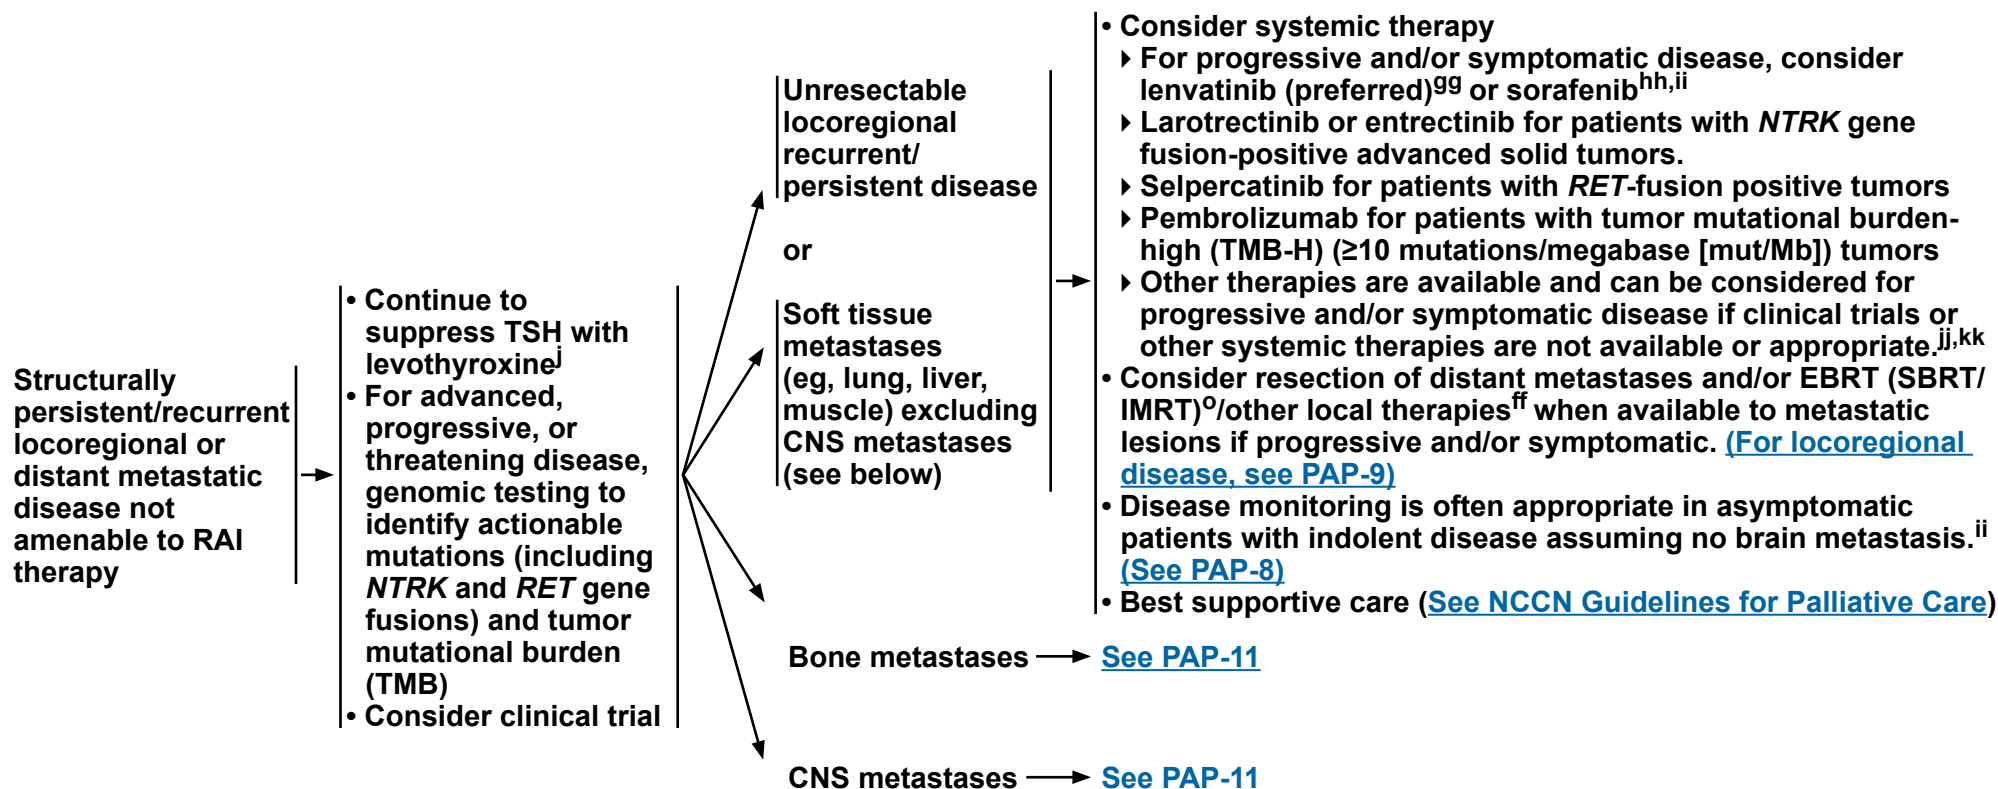 Structurally
persistent/recurrent
locoregional or
distant metastatic
disease not
amenable to RAI
therapy
• Continue to
suppress TSH with
levothyroxinej
• For advanced,
progressive, or
threatening disease,
genomic testing to
identify actionable
mutations (including
NTRK and RET gene
fusions) and tumor
mutational burden
(TMB)
• Consider clinical trial
Unresectable
locoregional
recurrent/
persistent disease
or
Soft tissue
metastases
(eg, lung, liver,
muscle) excluding
CNS metastases
(see below)
• Consider systemic therapy
▸ For progressive and/or symptomatic disease, consider
lenvatinib (preferred)gg or sorafenibhh,ii
▸ Larotrectinib or entrectinib for patients with NTRK gene
fusion-positive advanced solid tumors.
▸ Selpercatinib for patients with RET-fusion positive tumors
▸ Pembrolizumab for patients with tumor mutational burden-
high (TMB-H) (≥10 mutations/megabase [mut/Mb]) tumors
▸ Other therapies are available and can be considered for
progressive and/or symptomatic disease if clinical trials or
other systemic therapies are not available or appropriate.jj,kk
• Consider resection of distant metastases and/or EBRT (SBRT/
IMRT)o/other local therapiesff when available to metastatic
lesions if progressive and/or symptomatic. (For locoregional
disease, see PAP-9)
• Disease monitoring is often appropriate in asymptomatic
patients with indolent disease assuming no brain metastasis.ii
(See PAP-8)
• Best supportive care (See NCCN Guidelines for Palliative Care)
Bone metastases
See PAP-11
CNS metastases
See PAP-11